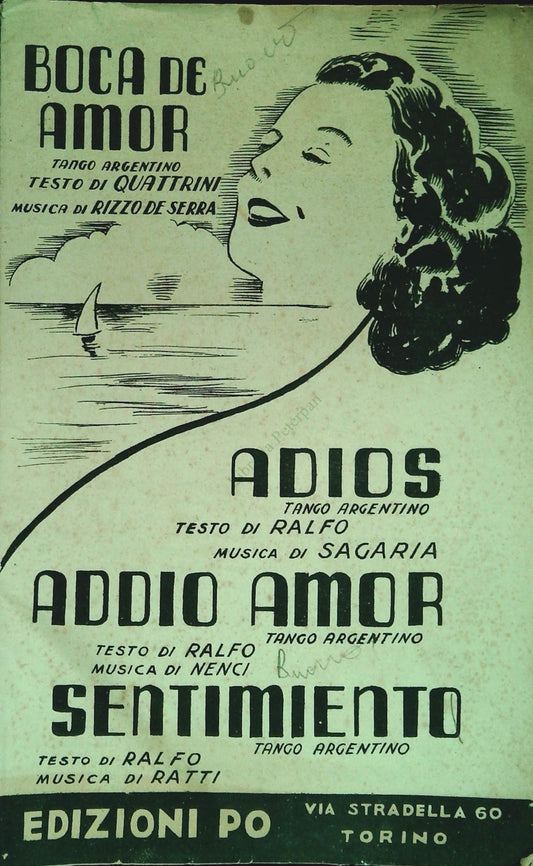 BOCA DE
AMOR
TANGO ARGENTINO
TESTO DI QUATTRINI
MUSICA DI RIZZO DE SERRA
Buono
ADIOS
TANGO ARGENTINO
TESTO DI RALFO
MUSICA DI SAGARIA
ADDIO AMOR
TANGO ARGENTINO
TESTO DI RALFO
MUSICA DI NENCI
SENTIMIENTO
TANGO ARGENTINO
TESTO DI RALFO
MUSICA DI RATTI
EDIZIONI PO
VIA STRADELLA 60
TORINO